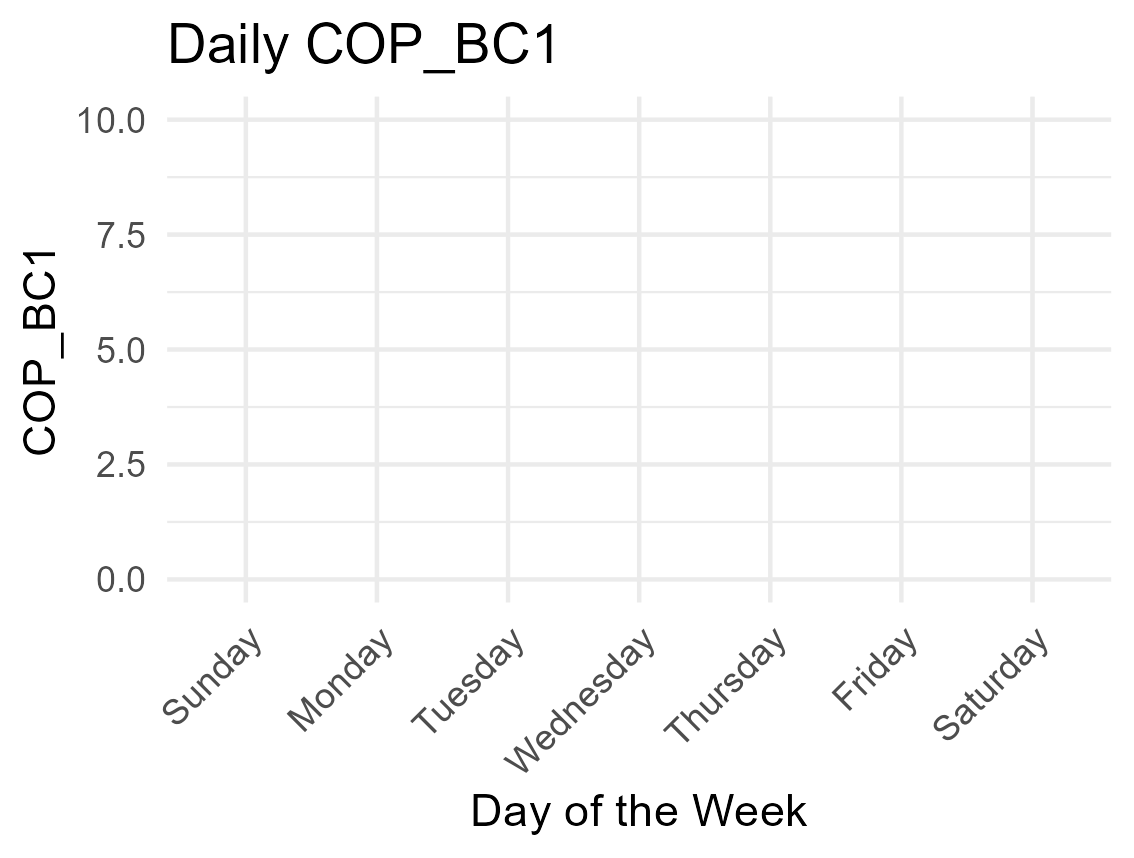 Daily COP_BC1
COP_BC1
10.0
7.5
5.0
2.5
0.0
Sunday
Monday
Tuesday
Wednesday
Thursday
Friday
Saturday
Day of the Week